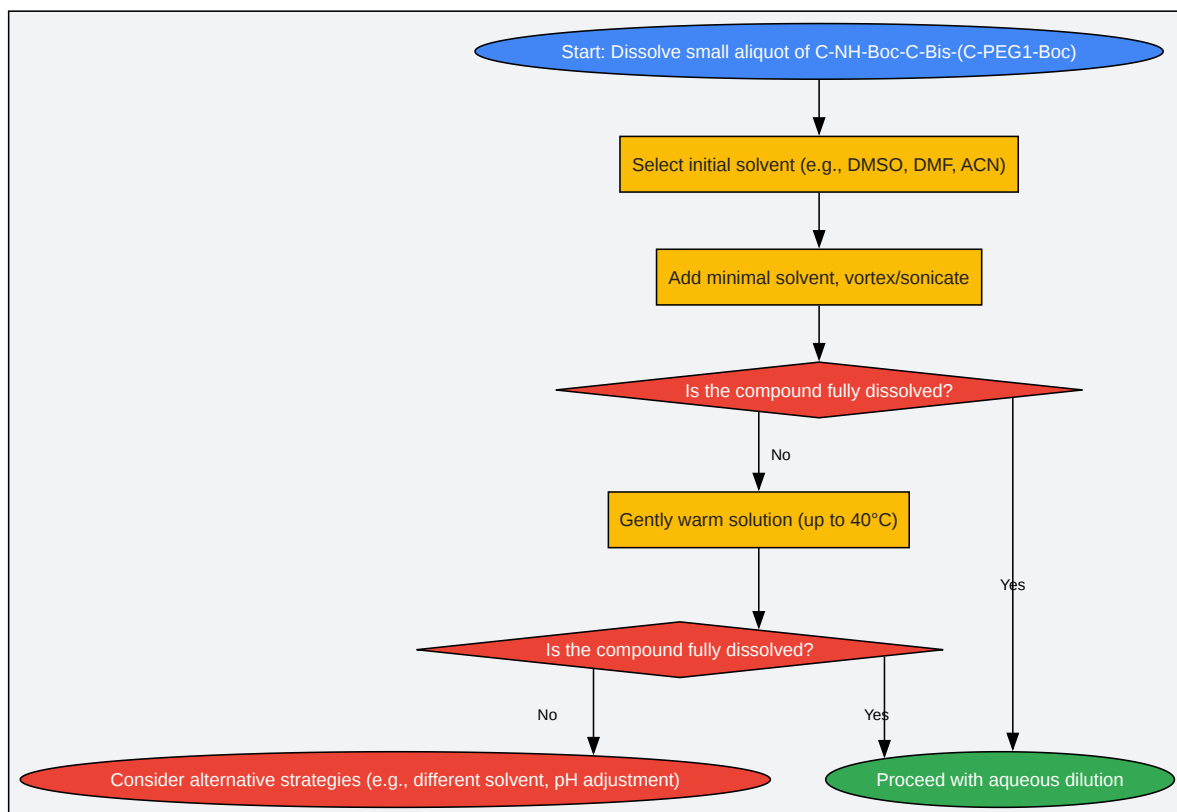 Start: Dissolve small aliquot of C-NH-Boc-C-Bis-(C-PEG1-Boc)
Select initial solvent (e.g., DMSO, DMF, ACN)
Add minimal solvent, vortex/sonicate
Is the compound fully dissolved?
No
Gently warm solution (up to 40°C)
Yes
Is the compound fully dissolved?
No
Yes
Consider alternative strategies (e.g., different solvent, pH adjustment)
Proceed with aqueous dilution